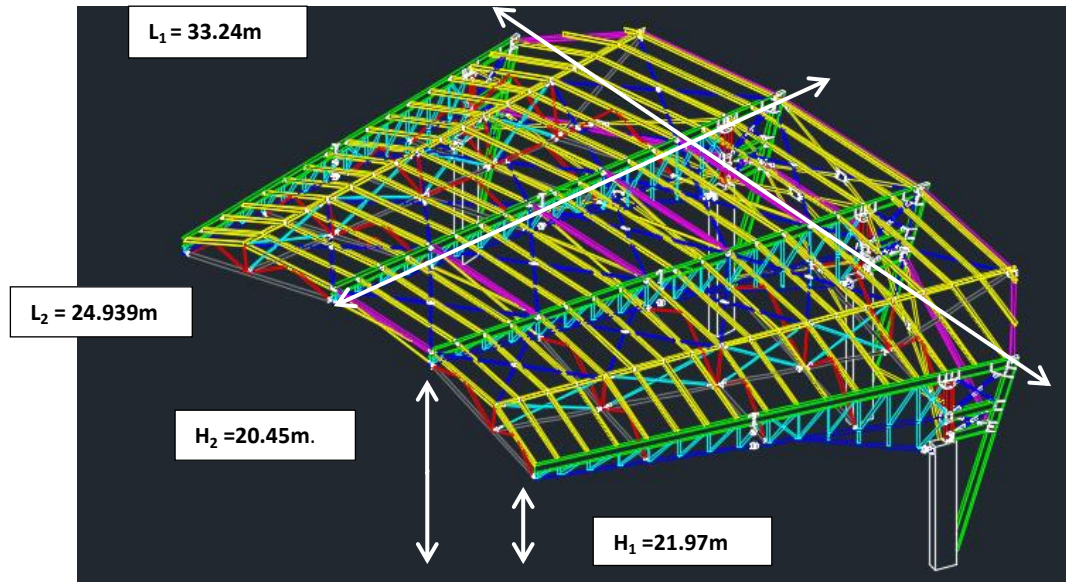 L₁ = 33.24m
L₂ = 24.939m
H₂ =20.45m.
H₁ =21.97m